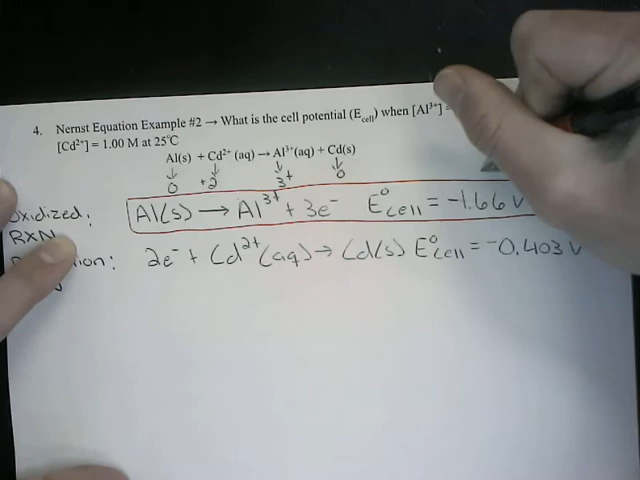 4. Nernst Equation Example #2 → What is the cell potential (E_cell) when [Al³⁺] =
[Cd²⁺] = 1.00 M at 25°C
Al(s) + Cd²⁺ (aq) → Al³⁺(aq) + Cd(s)
↓ ↓ ↓ ↓
0 +2 3+ 0
Oxidized: Al(s) → Al³⁺ + 3e⁻ E°cell = -1.66 V
RXN
ion: 2e⁻ + Cd²⁺ (aq) → Cd(s) E°cell = -0.403 V